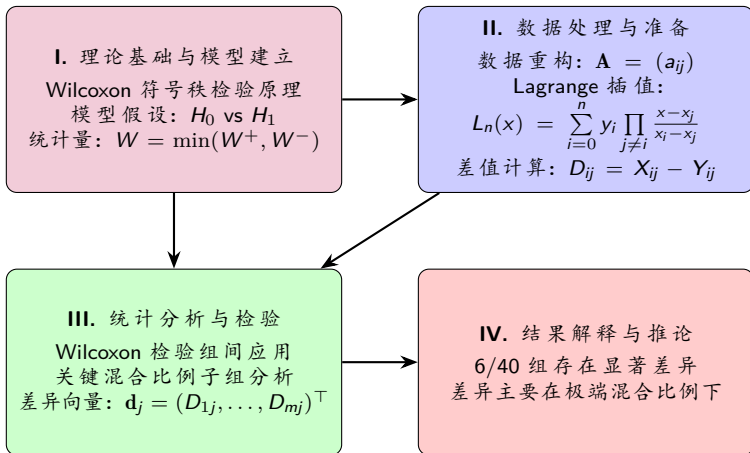 I. 理论基础与模型建立
Wilcoxon 符号秩检验原理
模型假设: H₀ vs H₁
统计量: W = min(W⁺, W⁻)
II. 数据处理与准备
数据重构: A = (aᵢⱼ)
Lagrange 插值:
Lₙ(x) = ∑_{i=0}^{n} yᵢ ∏_{j≠i} (x−xⱼ)/(xᵢ−xⱼ)
差值计算: Dᵢⱼ = Xᵢⱼ − Yᵢⱼ
III. 统计分析与检验
Wilcoxon 检验组间应用
关键混合比例子组分析
差异向量: dⱼ = (D₁ⱼ, . . . , Dₘⱼ)⊤
IV. 结果解释与推论
6/40 组存在显著差异
差异主要在极端混合比例下